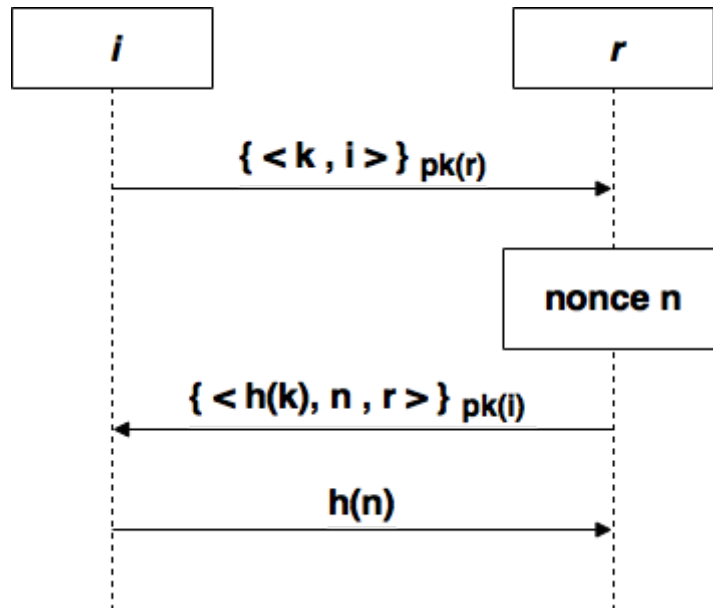 i
r
{ < k , i > } pk(r)
nonce n
{ < h(k), n , r > } pk(i)
h(n)